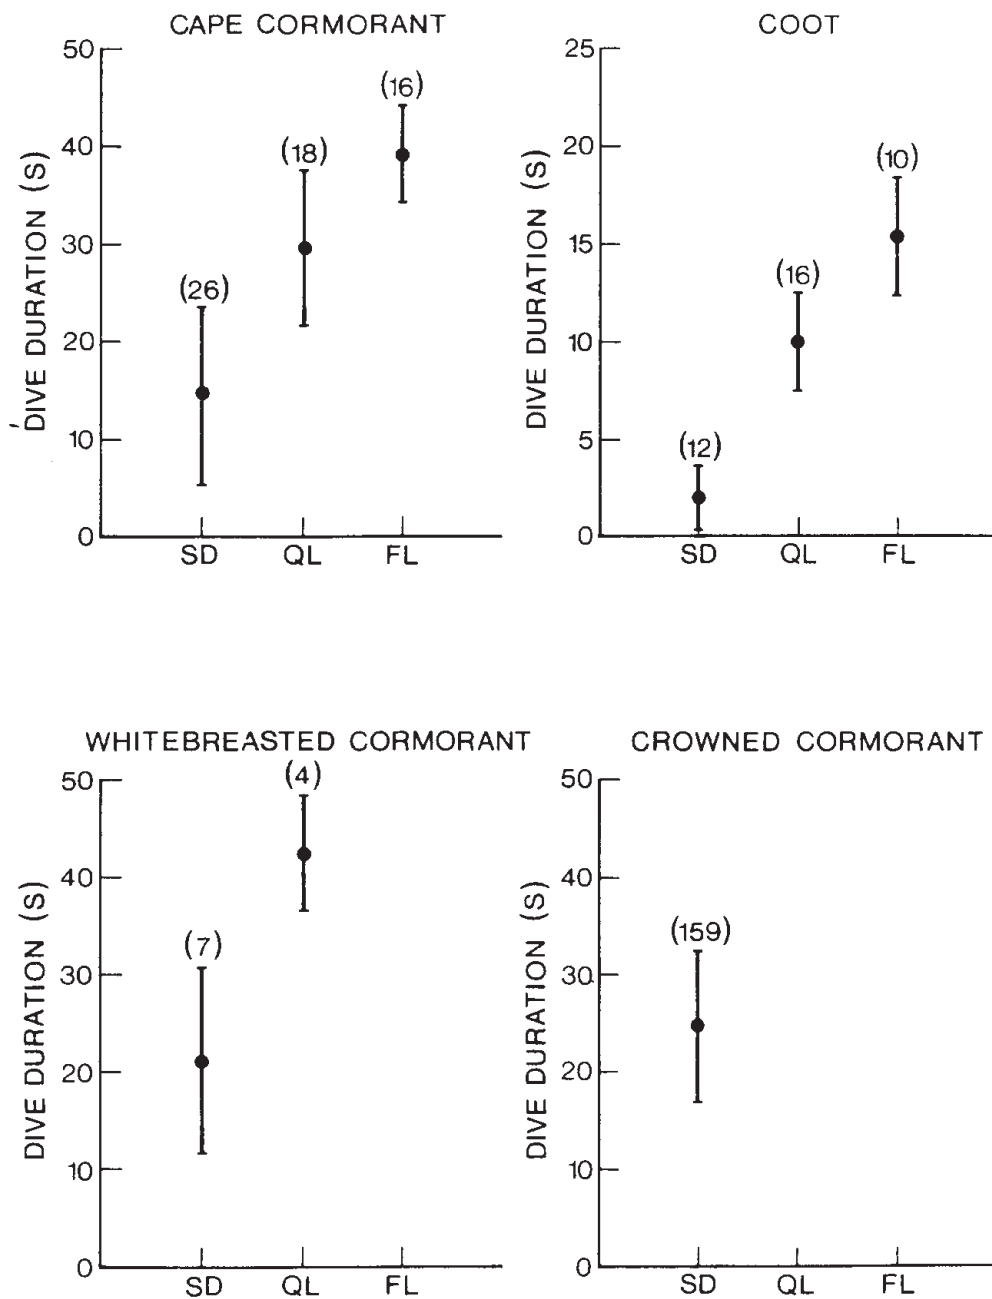 CAPE CORMORANT
DIVE DURATION (S)
50
40
30
20
10
0
(26)
(18)
(16)
SD QL FL
COOT
DIVE DURATION (S)
25
20
15
10
5
0
(12)
(16)
(10)
SD QL FL
WHITEBREASTED CORMORANT
DIVE DURATION (S)
50
40
30
20
10
0
(7)
(4)
SD QL FL
CROWNED CORMORANT
DIVE DURATION (S)
50
40
30
20
10
0
(159)
SD QL FL